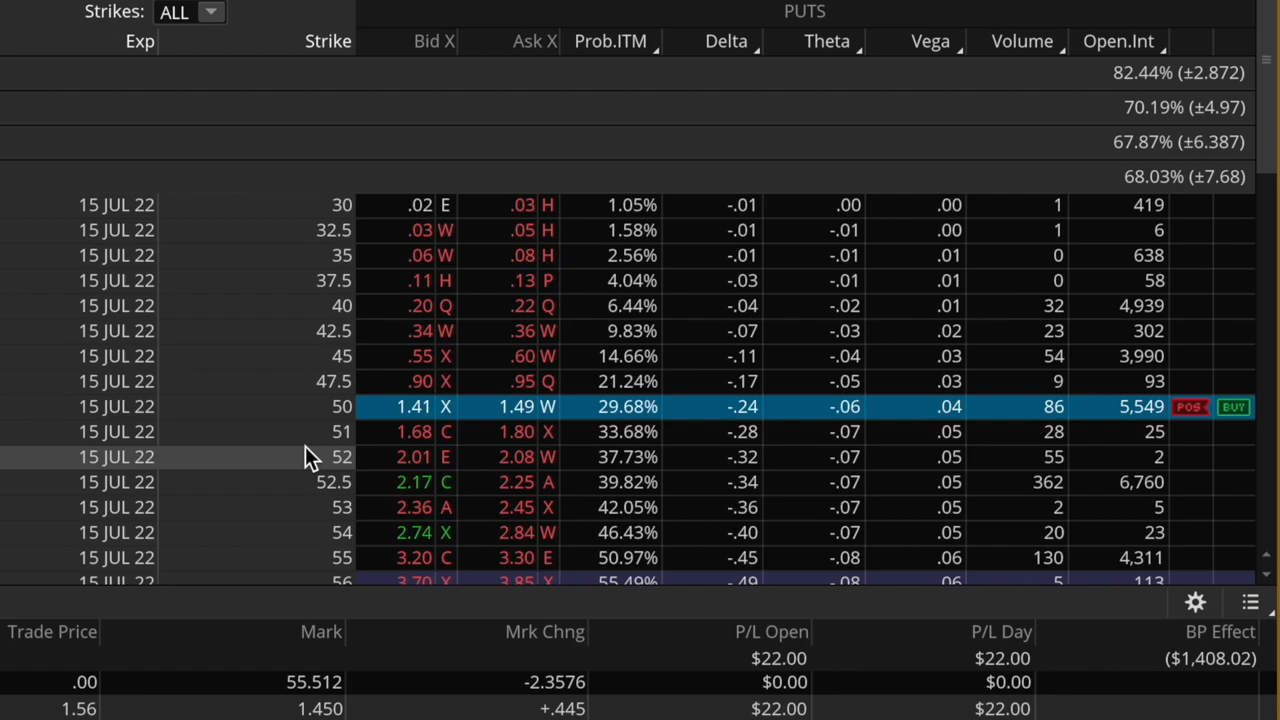 Strikes: ALL PUTS
Exp Strike Bid X Ask X Prob.ITM Delta Theta Vega Volume Open.Int
82.44% (±2.872)
70.19% (±4.97)
67.87% (±6.387)
68.03% (±7.68)
15 JUL 22 30 .02 E .03 H 1.05% -.01 .00 .00 1 419
15 JUL 22 32.5 .03 W .05 H 1.58% -.01 -.01 .00 1 6
15 JUL 22 35 .06 W .08 H 2.56% -.01 -.01 .01 0 638
15 JUL 22 37.5 .11 H .13 P 4.04% -.03 -.01 .01 0 58
15 JUL 22 40 .20 Q .22 Q 6.44% -.04 -.02 .01 32 4,939
15 JUL 22 42.5 .34 W .36 W 9.83% -.07 -.03 .02 23 302
15 JUL 22 45 .55 X .60 W 14.66% -.11 -.04 .03 54 3,990
15 JUL 22 47.5 .90 X .95 Q 21.24% -.17 -.05 .03 9 93
15 JUL 22 50 1.41 X 1.49 W 29.68% -.24 -.06 .04 86 5,549 POS BUY
15 JUL 22 51 1.68 C 1.80 X 33.68% -.28 -.07 .05 28 25
15 JUL 22 52 2.01 E 2.08 W 37.73% -.32 -.07 .05 55 2
15 JUL 22 52.5 2.17 C 2.25 A 39.82% -.34 -.07 .05 362 6,760
15 JUL 22 53 2.36 A 2.45 X 42.05% -.36 -.07 .05 2 5
15 JUL 22 54 2.74 X 2.84 W 46.43% -.40 -.07 .05 20 23
15 JUL 22 55 3.20 C 3.30 E 50.97% -.45 -.08 .06 130 4,311
15 JUL 22 56 3.70 X 3.85 X 55.49% -.49 -.08 .06 5 113
Trade Price Mark Mrk Chng P/L Open P/L Day BP Effect
$22.00 $22.00 ($1,408.02)
.00 55.512 -2.3576 $0.00 $0.00
1.56 1.450 +.445 $22.00 $22.00